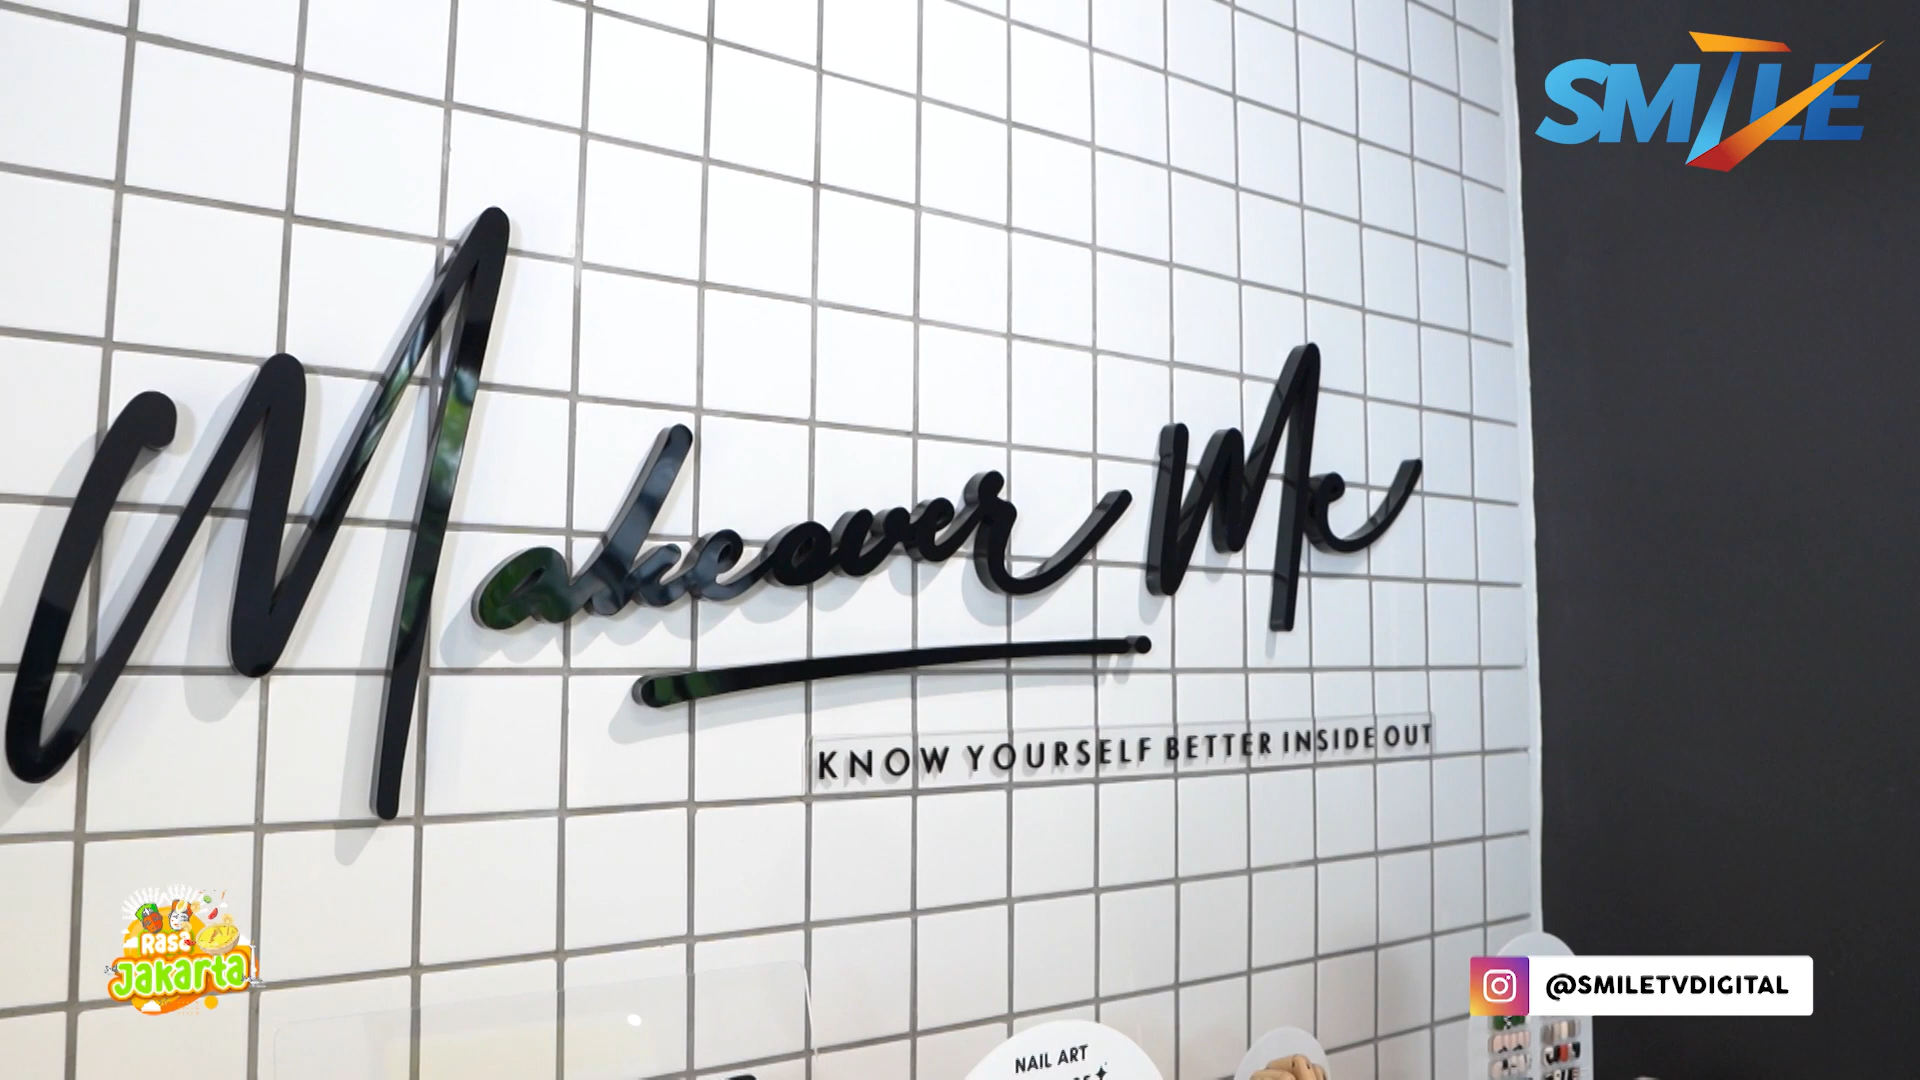 SMILE
Makeover Me
KNOW YOURSELF BETTER INSIDE OUT
Rasa
Jakarta
@SMILETVDIGITAL
NAIL ART